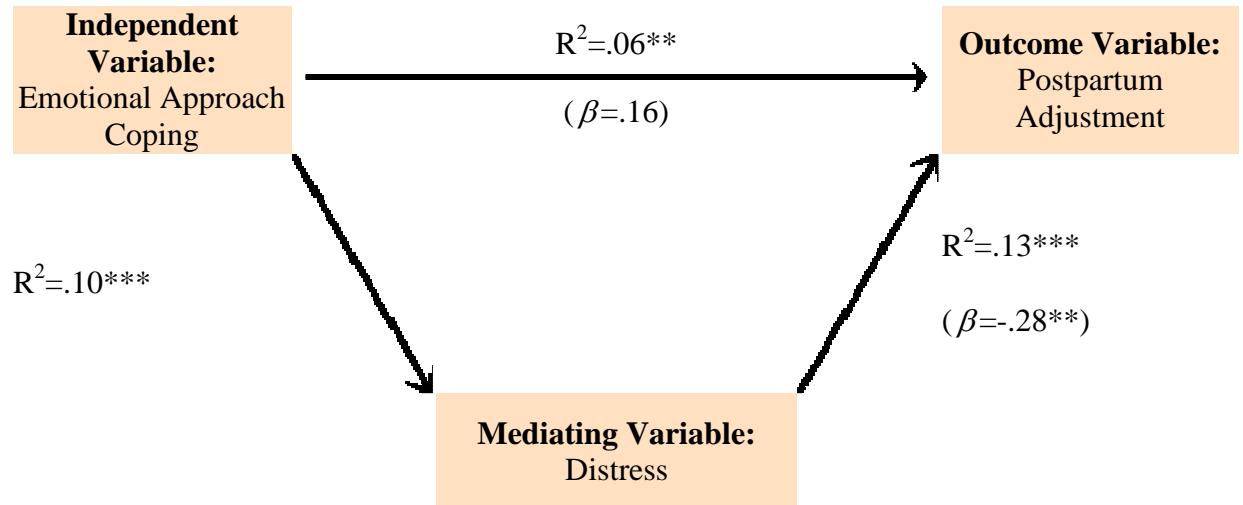 Independent
Variable:
Emotional Approach
Coping
R²=.06**
(β=.16)
Outcome Variable:
Postpartum
Adjustment
R²=.10***
R²=.13***
(β=-.28**)
Mediating Variable:
Distress